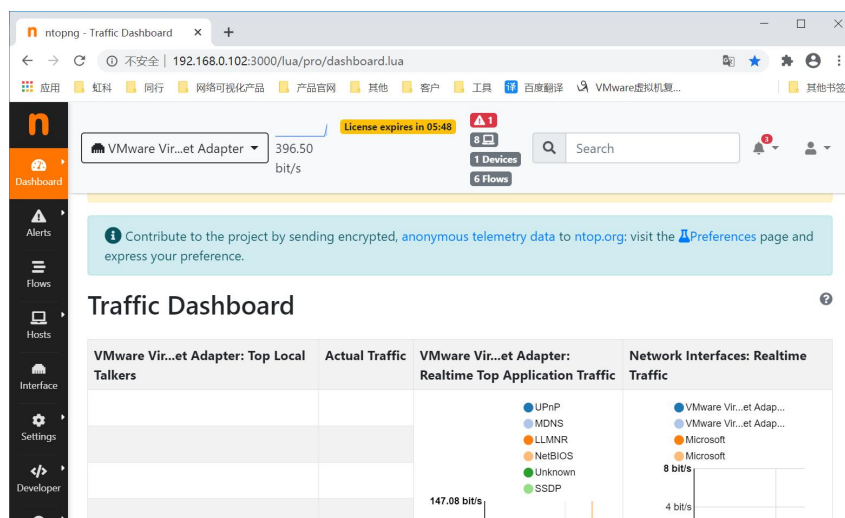 ntopng - Traffic Dashboard
不安全 | 192.168.0.102:3000/lua/pro/dashboard.lua
应用 虹科 同行 网络可视化产品 产品官网 其他 客户 工具 译 百度翻译 VMware虚拟机复... 其他书签
n
VMware Vir...et Adapter
396.50
bit/s
License expires in 05:48
1
8
1 Devices
6 Flows
Search
3
Dashboard
Alerts
Flows
Hosts
Interface
Settings
Developer
Contribute to the project by sending encrypted, anonymous telemetry data to ntop.org: visit the Preferences page and
express your preference.
Traffic Dashboard
VMware Vir...et Adapter: Top Local
Talkers
Actual Traffic
VMware Vir...et Adapter:
Realtime Top Application Traffic
Network Interfaces: Realtime
Traffic
UPnP
MDNS
LLMNR
NetBIOS
Unknown
SSDP
147.08 bit/s
VMware Vir...et Adap...
VMware Vir...et Adap...
Microsoft
Microsoft
8 bit/s
4 bit/s